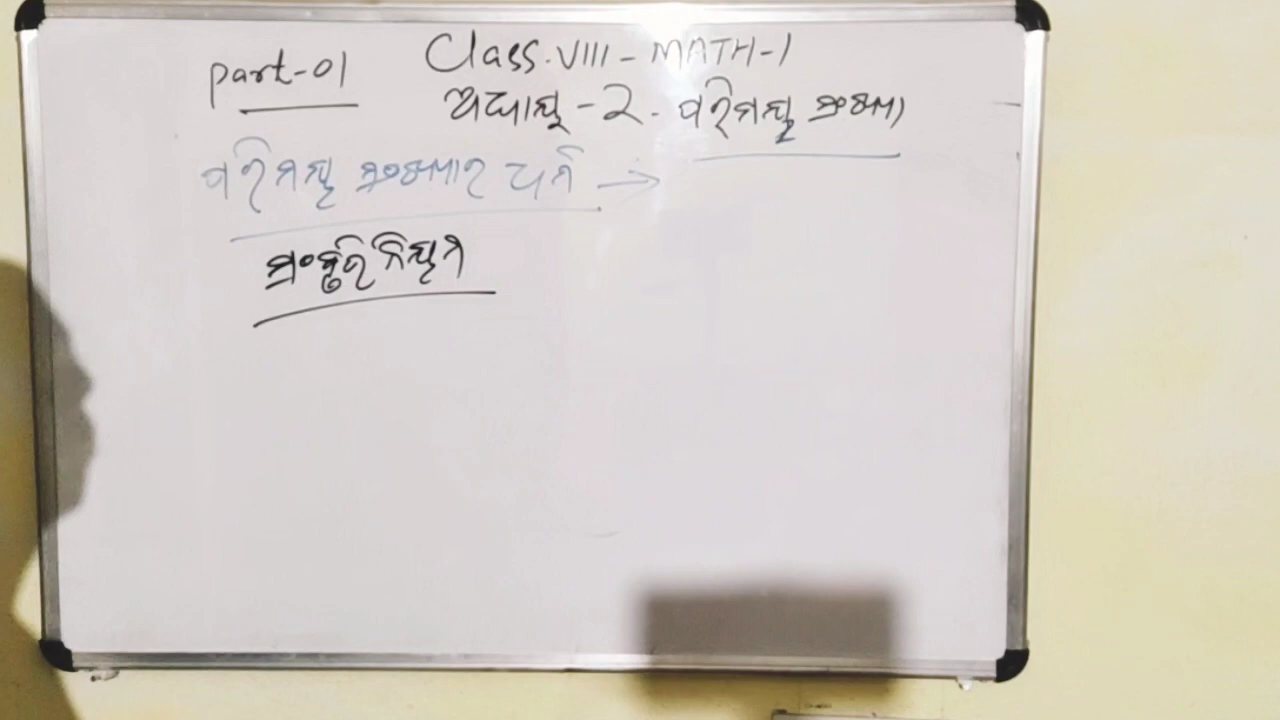 part-01
Class-VIII-MATH-1
ଅଧ୍ୟାୟ-2. ପରିମେୟ ସଂଖ୍ୟା
ପରିମେୟ ସଂଖ୍ୟାର ଧର୍ମ →
ସଂବୃତ୍ତି ନିୟମ